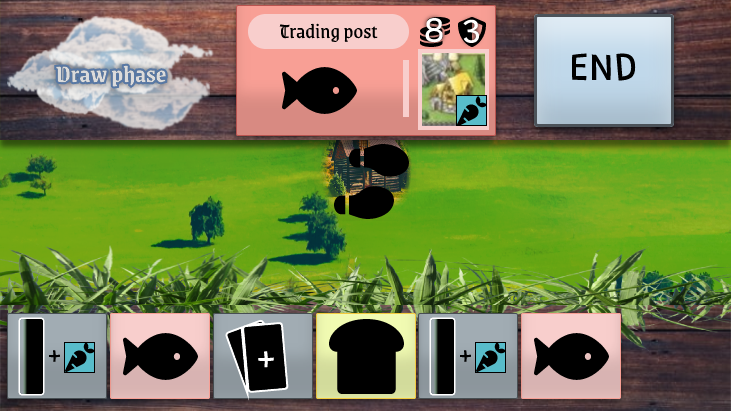 Draw phase
Trading post
8 3
END
+ + +